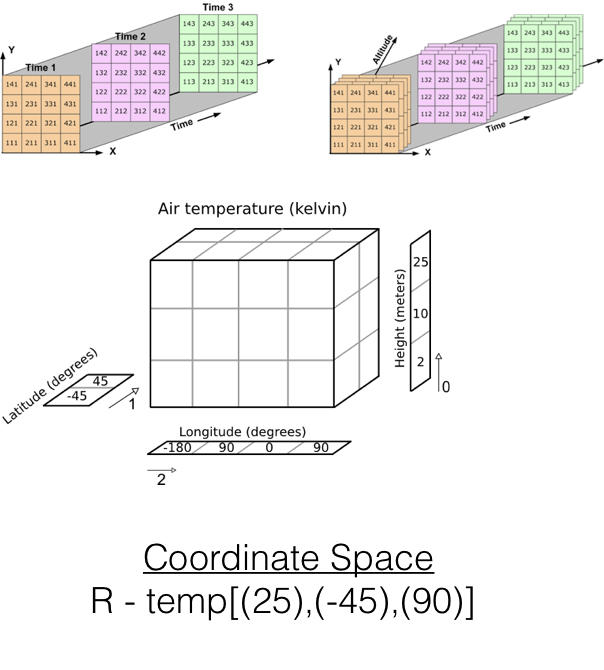 Time 3
143 243 343 443
Time 2
133 233 333 433
142 242 342 442
Y
123 223 323 423
Time 1
132 232 332 432
141 241 341 441
113 213 313 413
122 222 322 422
131 231 331 431
112 212 312 412
121 221 321 421
Time
111 211 311 411
X
143 243 343 443
Altitude
133 233 333 433
142 242 342 442
Y
123 223 323 423
132 232 332 432
141 241 341 441
113 213 313 413
122 222 322 422
131 231 331 431
112 212 312 412
121 221 321 421
Time
111 211 311 411
X
Air temperature (kelvin)
25
Height (meters)
10
2
0
Latitude (degrees)
45
-45
1
Longitude (degrees)
-180 90 0 90
2
Coordinate Space
R - temp[(25),(-45),(90)]